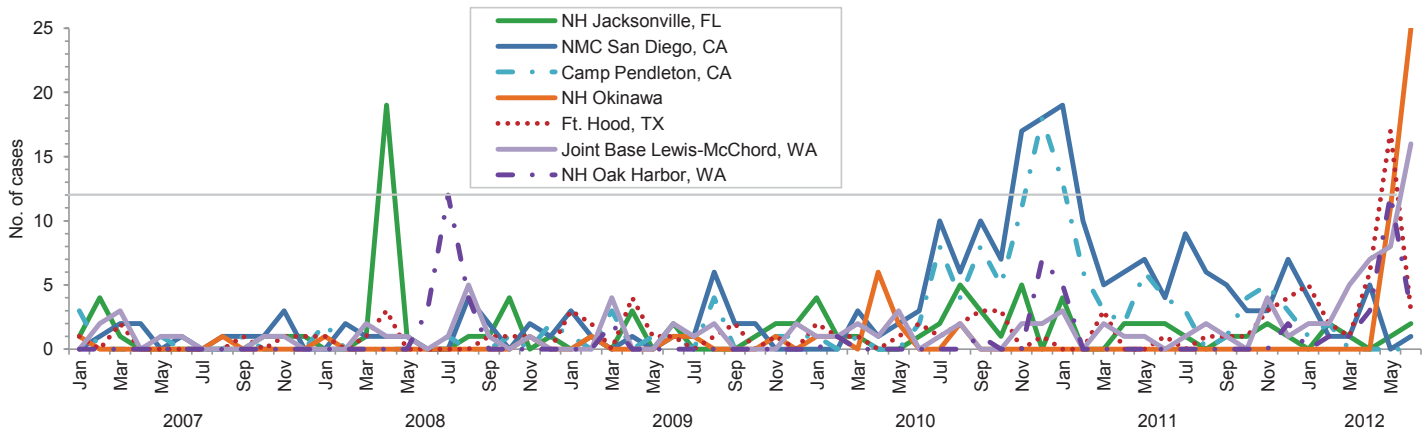 NH Jacksonville, FL
NMC San Diego, CA
Camp Pendleton, CA
NH Okinawa
Ft. Hood, TX
Joint Base Lewis-McChord, WA
NH Oak Harbor, WA
No. of cases
25
20
15
10
5
0
Jan Mar May Jul Sep Nov Jan Mar May Jul Sep Nov Jan Mar May Jul Sep Nov Jan Mar May Jul Sep Nov Jan Mar May Jul Sep Nov Jan Mar May
2007 2008 2009 2010 2011 2012